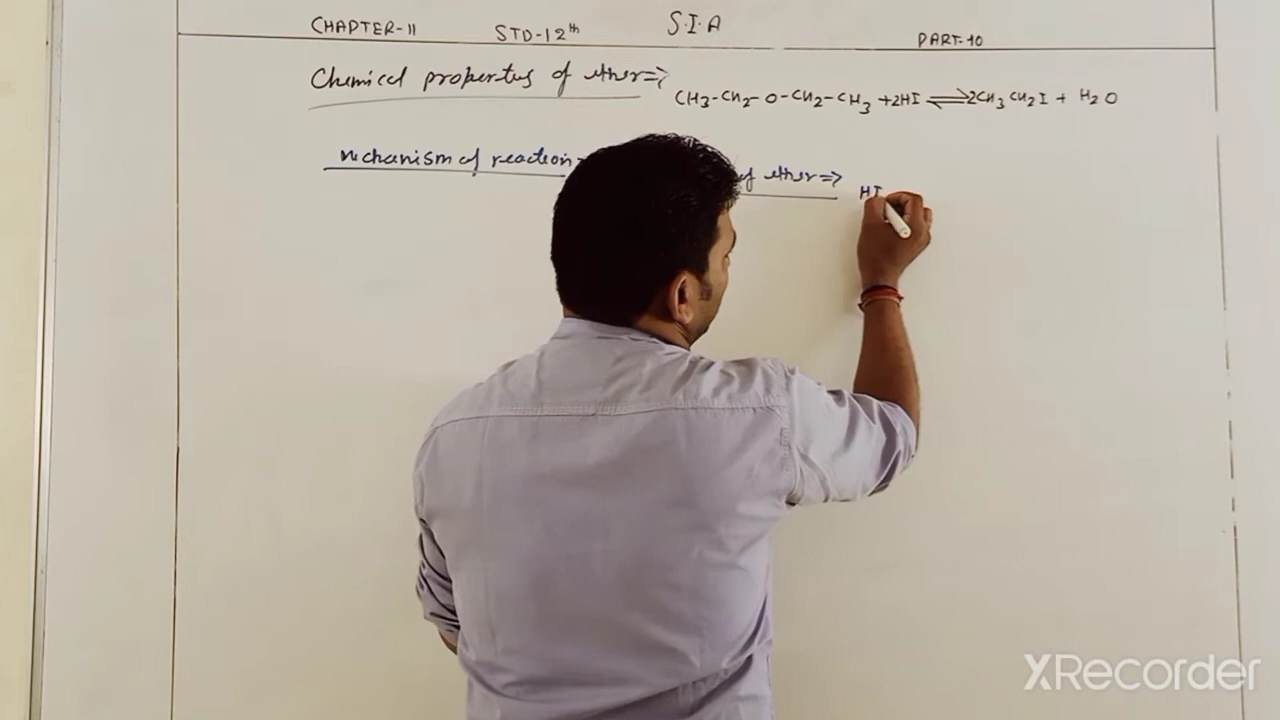 CHAPTER-11 STD-12th S.I.A PART-10
Chemical properties of ether⇒
CH3-CH2-O-CH2-CH3 +2HI ⇌ 2CH3CH2I + H2O
Mechanism of reaction of ether⇒ HI
XRecorder